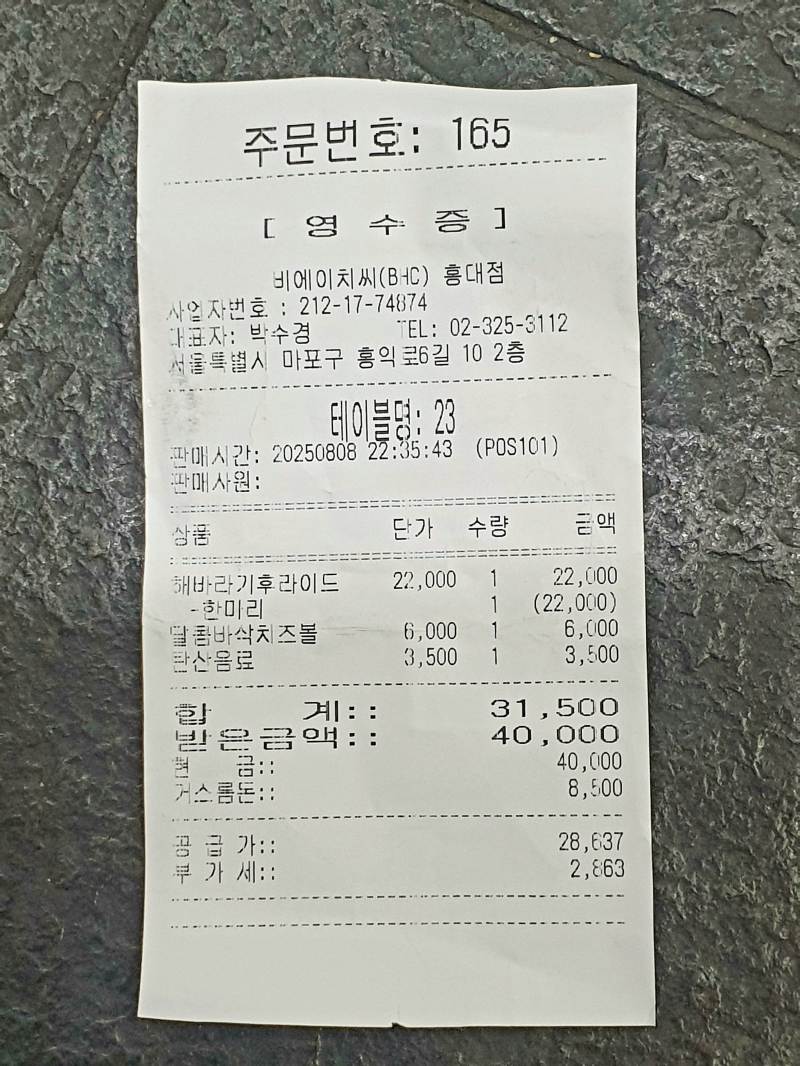 주문번호: 165
[ 영 수 증 ]
비에이치씨(BHC) 홍대점
사업자번호 : 212-17-74874
대표자: 박수경 TEL: 02-325-3112
서울특별시 마포구 홍익로6길 10 2층
테이블명: 23
판매시간: 20250808 22:35:43 (POS101)
판매사원:
상품 단가 수량 금액
해바라기후라이드 22,000 1 22,000
-한마리 1 (22,000)
달콤바삭치즈볼 6,000 1 6,000
탄산음료 3,500 1 3,500
합 계:: 31,500
받은금액:: 40,000
현 금:: 40,000
거스름돈:: 8,500
공 급 가:: 28,637
부 가 세:: 2,863